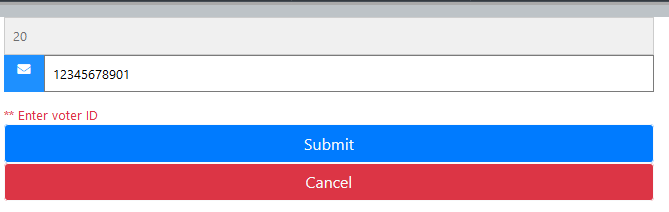 20
12345678901
** Enter voter ID
Submit
Cancel